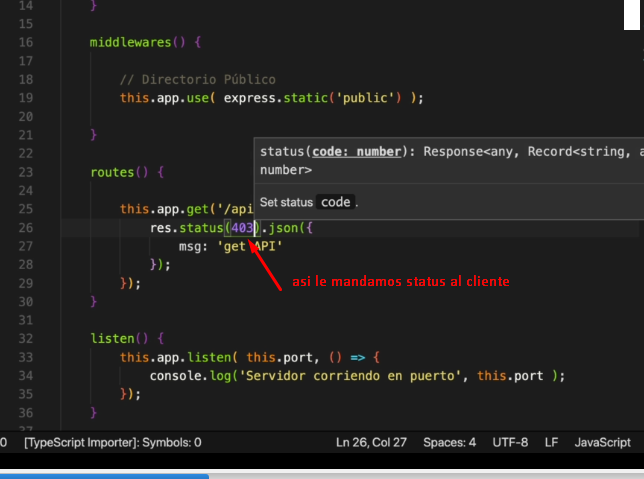 14 }
15
16 middlewares() {
17
18 // Directorio Público
19 this.app.use( express.static('public') );
20
21 }
22
status(code: number): Response<any, Record<string, a
number>
23 routes() {
24
Set status code.
25 this.app.get('/api
26 res.status(403).json({
27 msg: 'get API'
28 });
asi le mandamos status al cliente
29 });
30 }
31
32 listen() {
33 this.app.listen( this.port, () => {
34 console.log('Servidor corriendo en puerto', this.port );
35 });
36 }
37
0 [TypeScript Importer]: Symbols: 0 Ln 26, Col 27 Spaces: 4 UTF-8 LF JavaScript